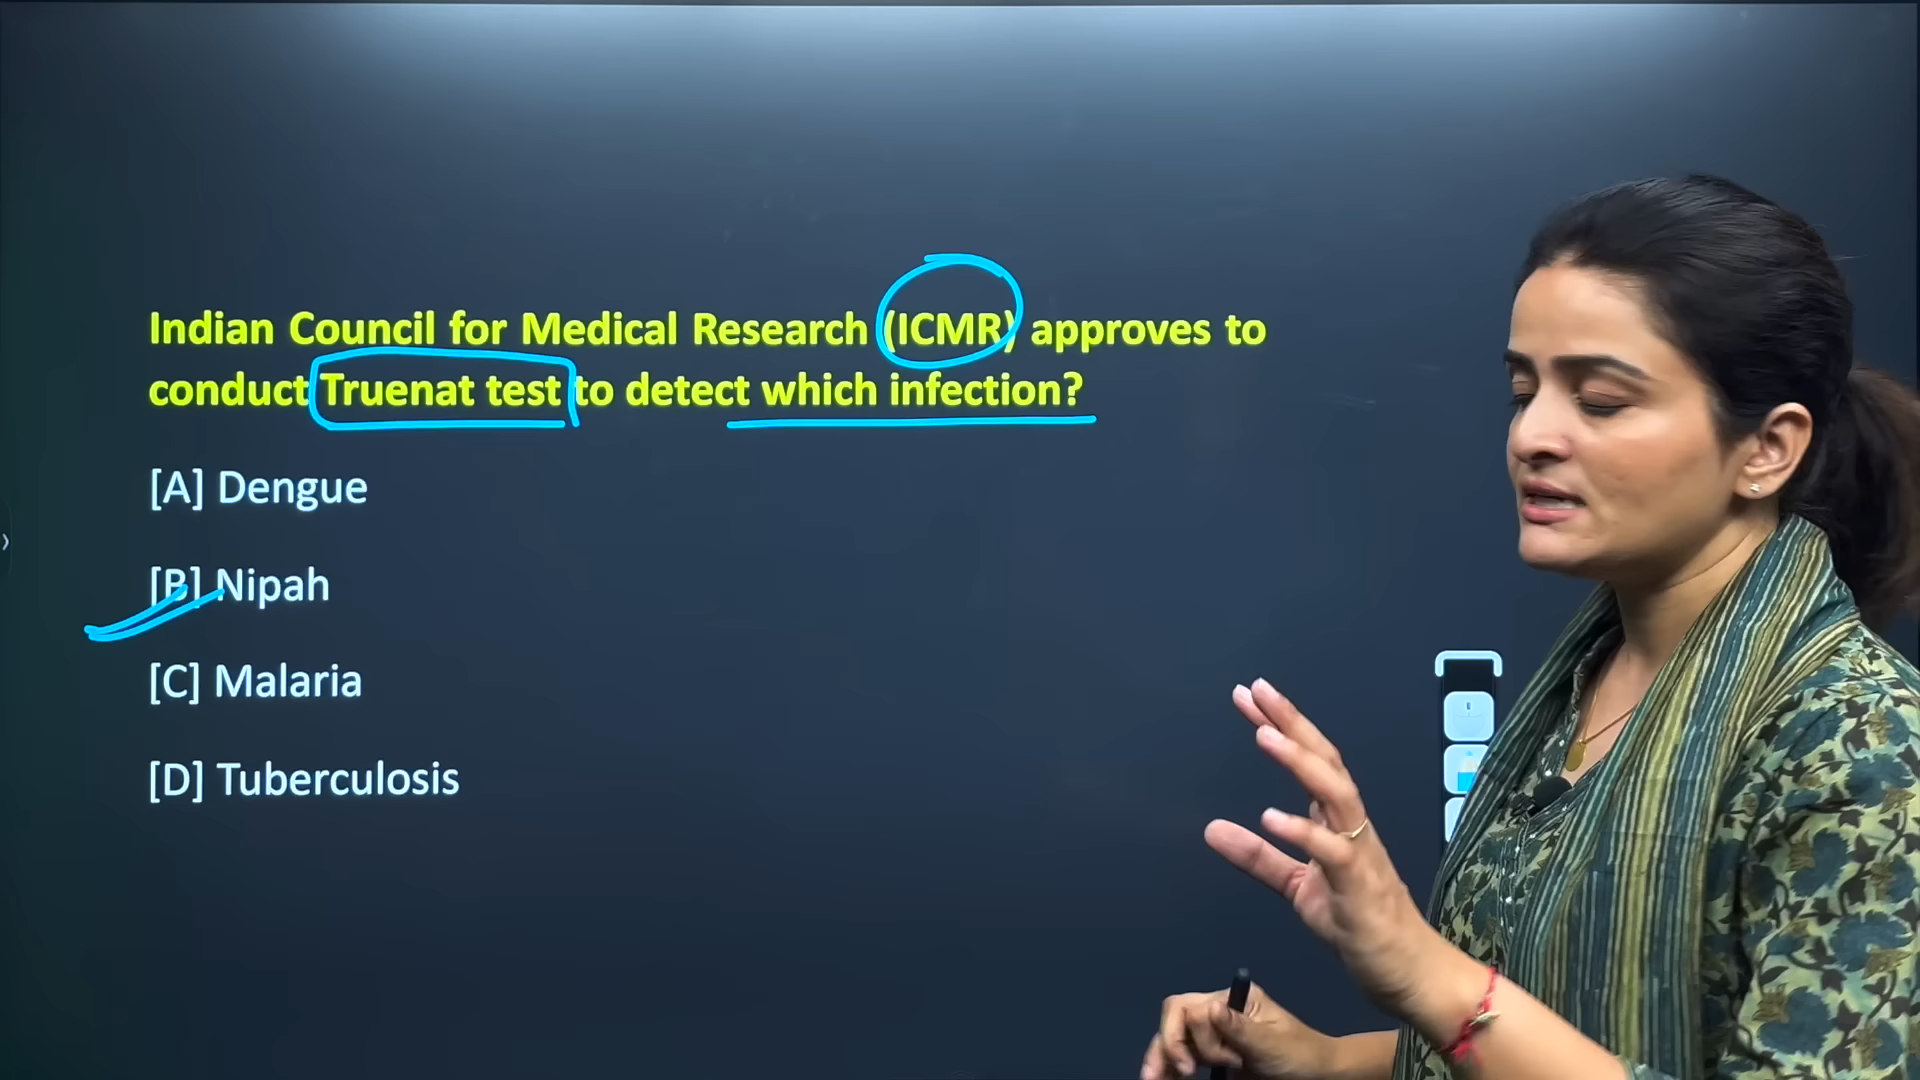 Indian Council for Medical Research (ICMR) approves to
conduct Truenat test to detect which infection?
[A] Dengue
[B] Nipah
[C] Malaria
[D] Tuberculosis